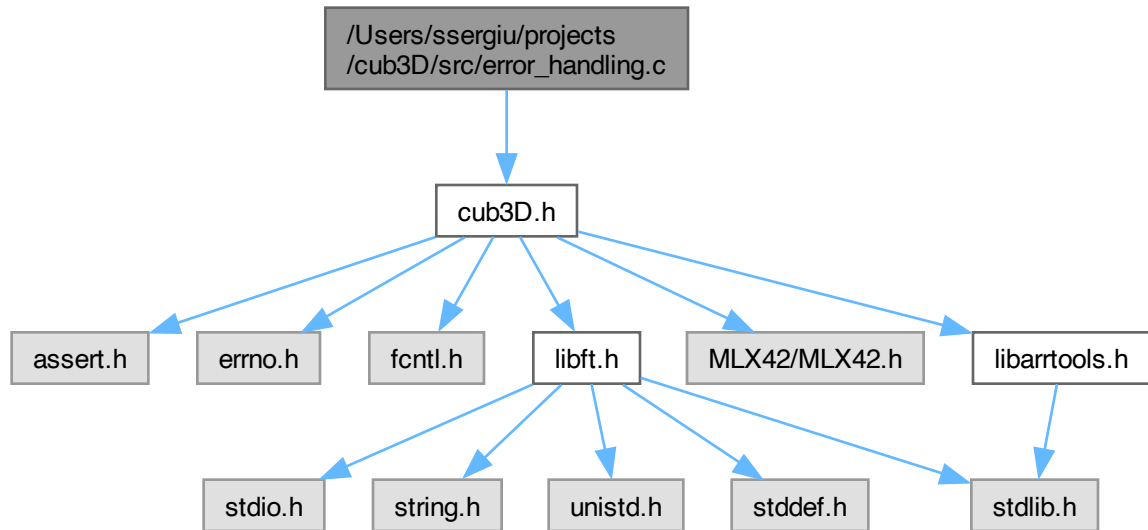 /Users/ssergiu/projects
/cub3D/src/error_handling.c
cub3D.h
assert.h
errno.h
fcntl.h
libft.h
MLX42/MLX42.h
libarrtools.h
stdio.h
string.h
unistd.h
stddef.h
stdlib.h